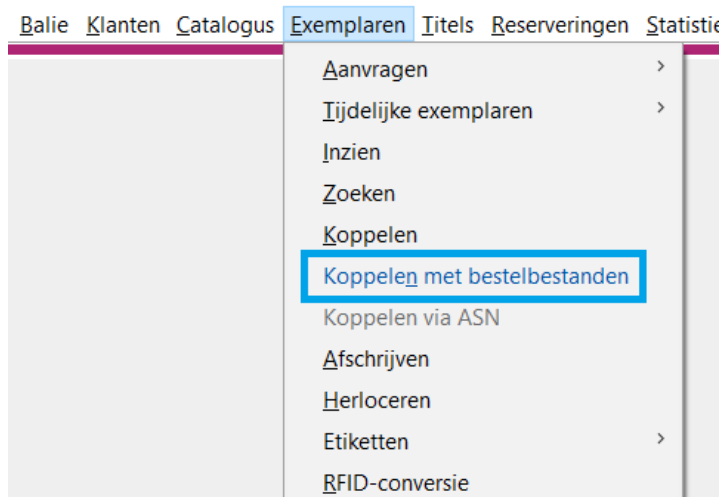 Balie Klanten Catalogus Exemplaren Titels Reserveringen
Aanvragen
Tijdelijke exemplaren
Inzien
Zoeken
Koppelen
Koppelen met bestelbestanden
Koppelen via ASN
Afschrijven
Herloceren
Etiketten
RFID-conversie